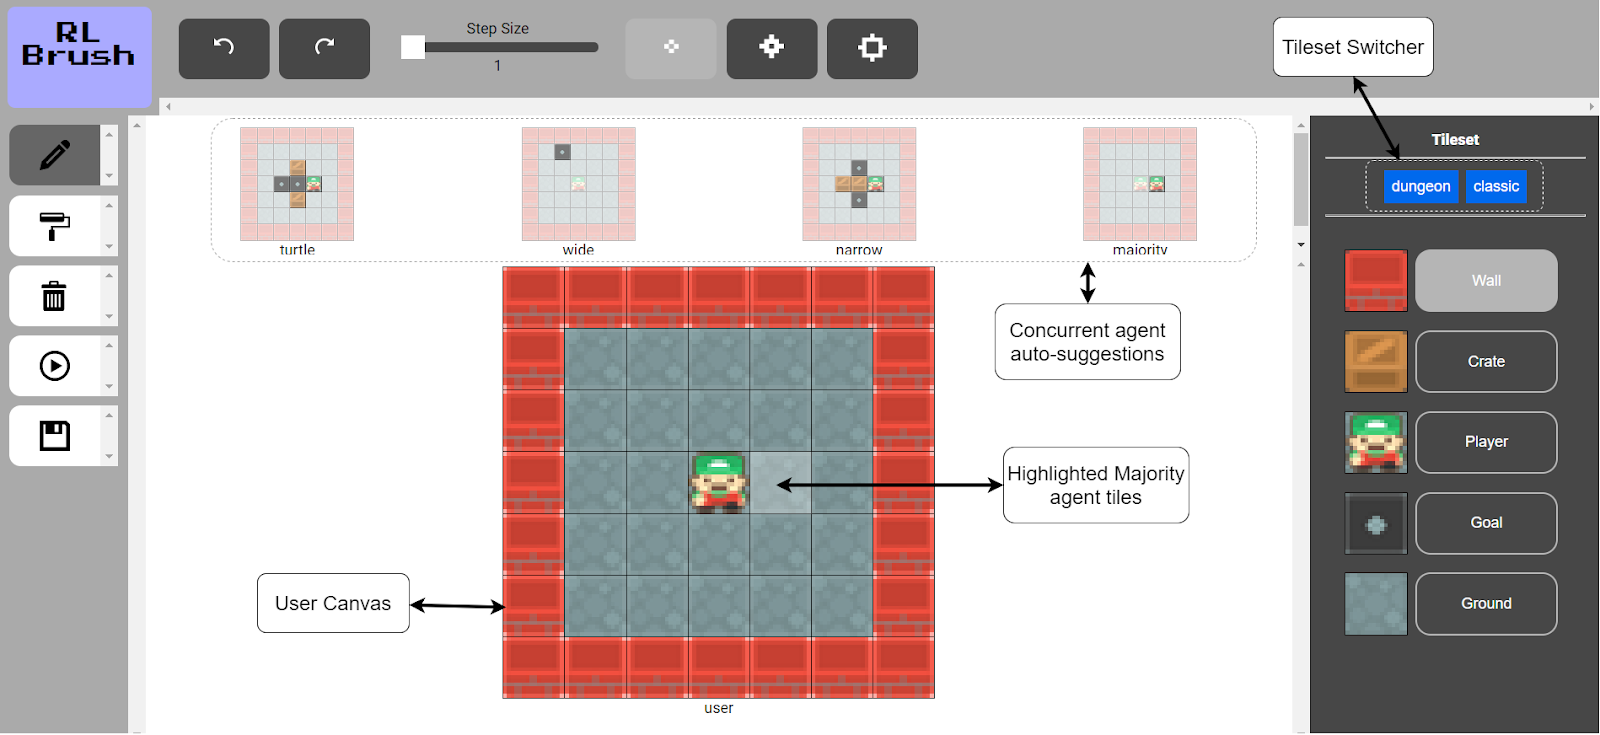 RL
Brush
Step Size
1
Tileset Switcher
Tileset
dungeon
classic
turtle
wide
narrow
majority
Concurrent agent
auto-suggestions
Wall
Crate
Player
Goal
Ground
Highlighted Majority
agent tiles
User Canvas
user